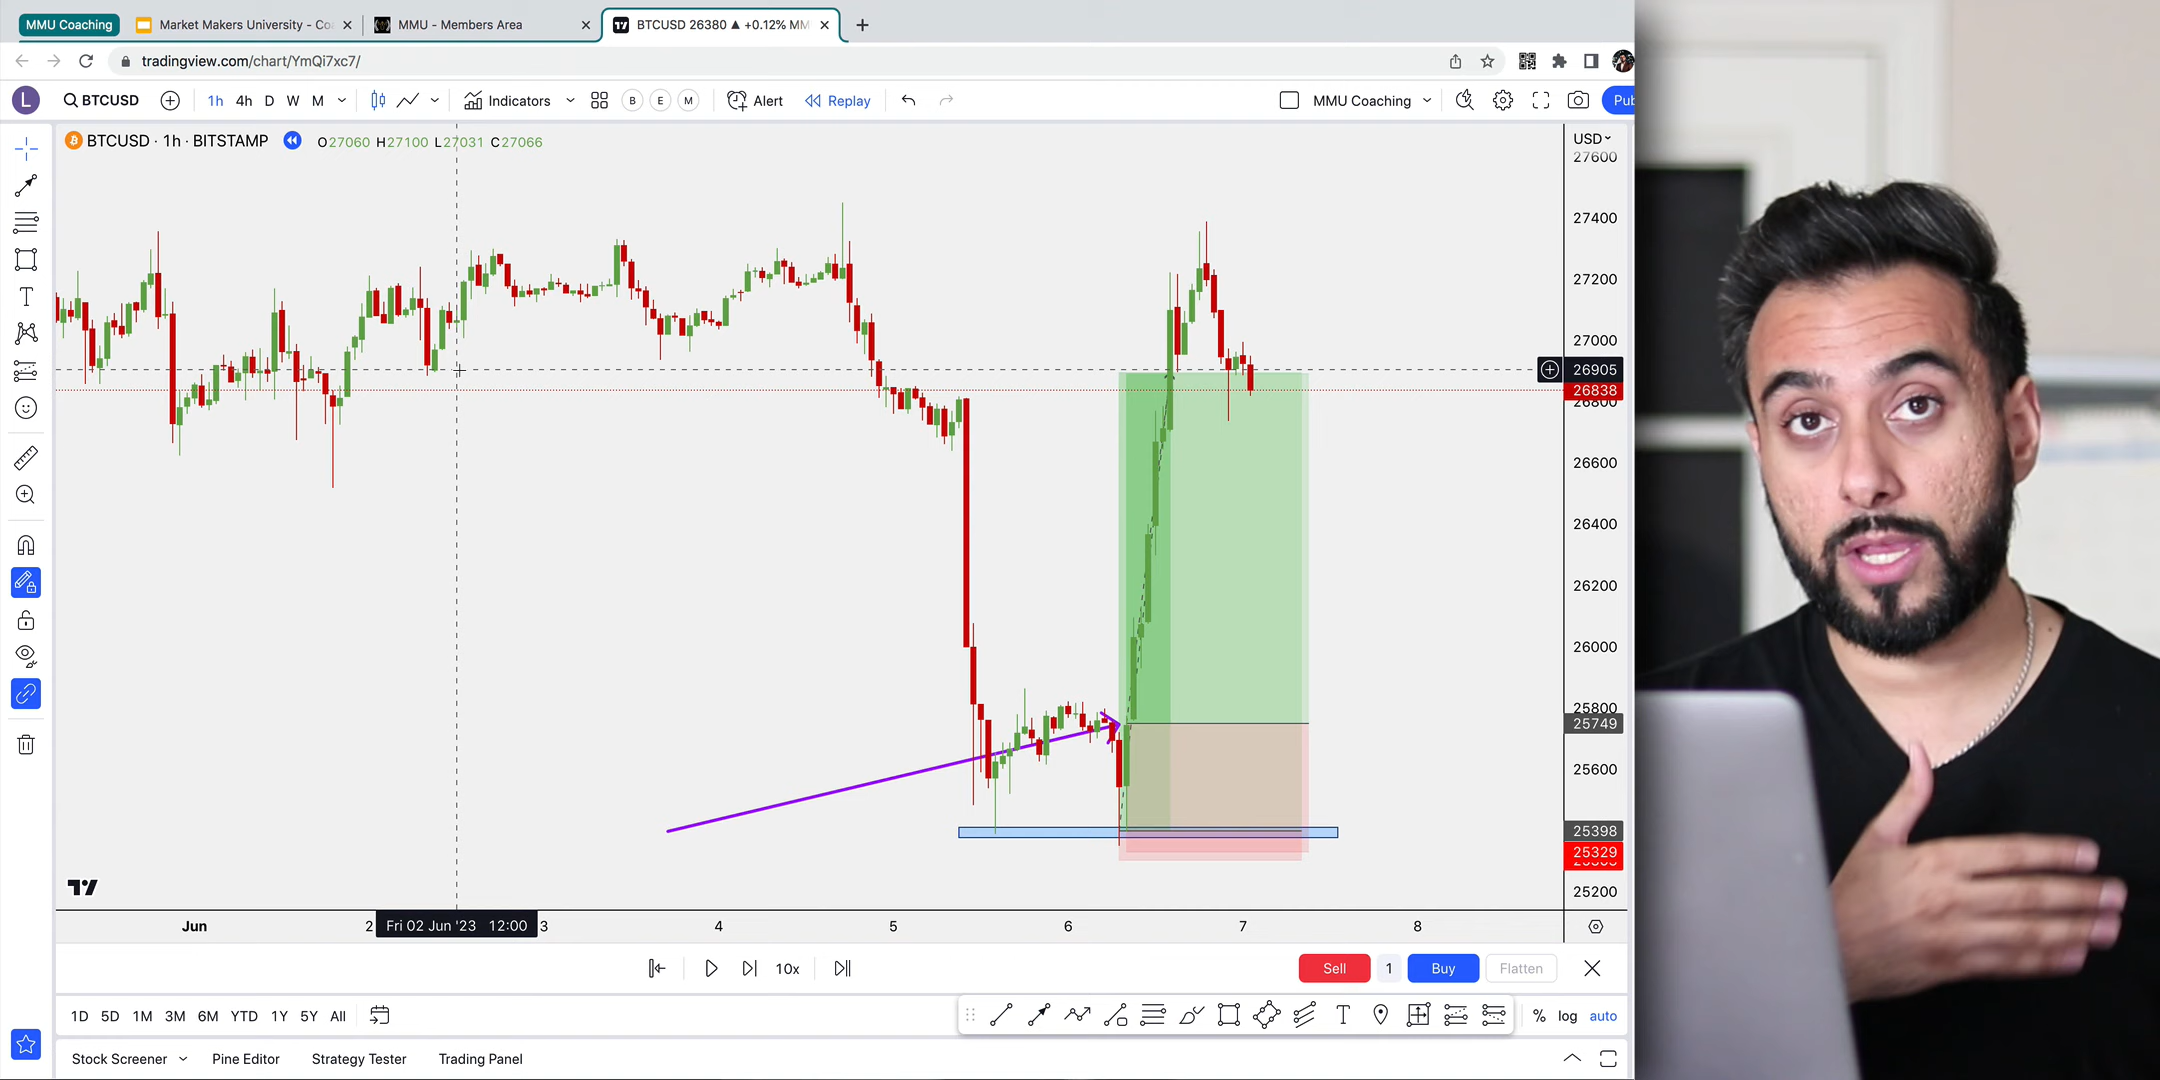 MMU Coaching
Market Makers University - Co
MMU - Members Area
BTCUSD 26380 ▲ +0.12% MM
tradingview.com/chart/YmQi7xc7/
L
BTCUSD
1h 4h D W M
Indicators
B E M
Alert
Replay
MMU Coaching
Pub
BTCUSD · 1h · BITSTAMP
O27060 H27100 L27031 C27066
USD
27600
27400
27200
27000
26905
26838
26800
26600
26400
26200
26000
25800
25749
25600
25398
25329
25200
Jun
2
Fri 02 Jun '23 12:00
3
4
5
6
7
8
10x
Sell
1
Buy
Flatten
1D 5D 1M 3M 6M YTD 1Y 5Y All
T
% log auto
Stock Screener
Pine Editor
Strategy Tester
Trading Panel